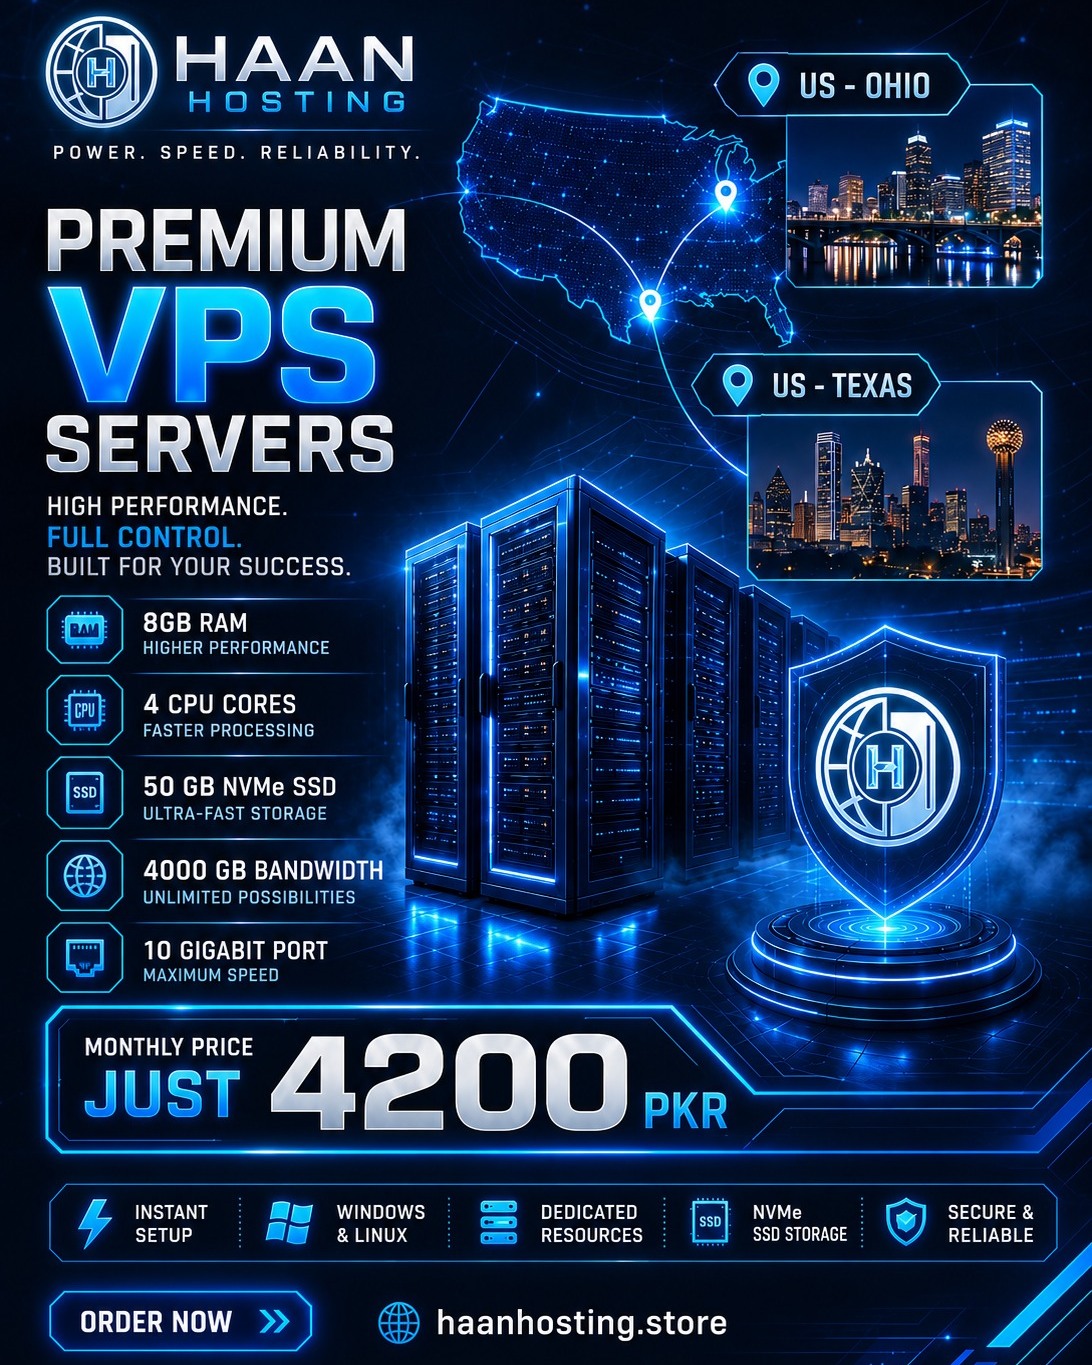 HAAN
HOSTING
POWER. SPEED. RELIABILITY.
US - OHIO
PREMIUM
VPS
SERVERS
US - TEXAS
HIGH PERFORMANCE.
FULL CONTROL.
BUILT FOR YOUR SUCCESS.
RAM
8GB RAM
HIGHER PERFORMANCE
CPU
4 CPU CORES
FASTER PROCESSING
SSD
50 GB NVMe SSD
ULTRA-FAST STORAGE
4000 GB BANDWIDTH
UNLIMITED POSSIBILITIES
10 GIGABIT PORT
MAXIMUM SPEED
H
MONTHLY PRICE
JUST 4200 PKR
INSTANT
SETUP
WINDOWS
& LINUX
DEDICATED
RESOURCES
SSD
NVMe
SSD STORAGE
SECURE &
RELIABLE
ORDER NOW
haanhosting.store